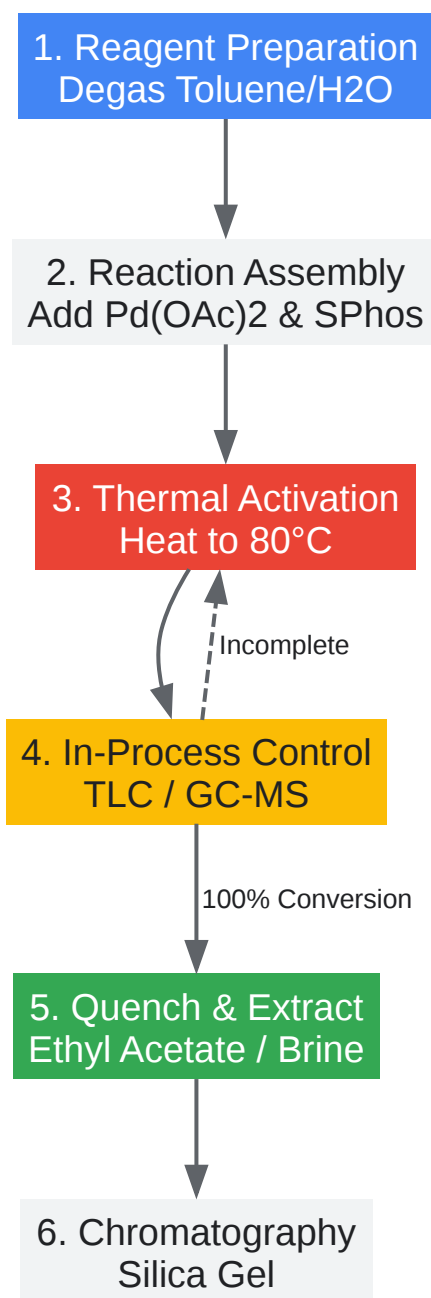 1. Reagent Preparation
Degas Toluene/H2O
2. Reaction Assembly
Add Pd(OAc)2 & SPhos
3. Thermal Activation
Heat to 80°C
Incomplete
4. In-Process Control
TLC / GC-MS
100% Conversion
5. Quench & Extract
Ethyl Acetate / Brine
6. Chromatography
Silica Gel